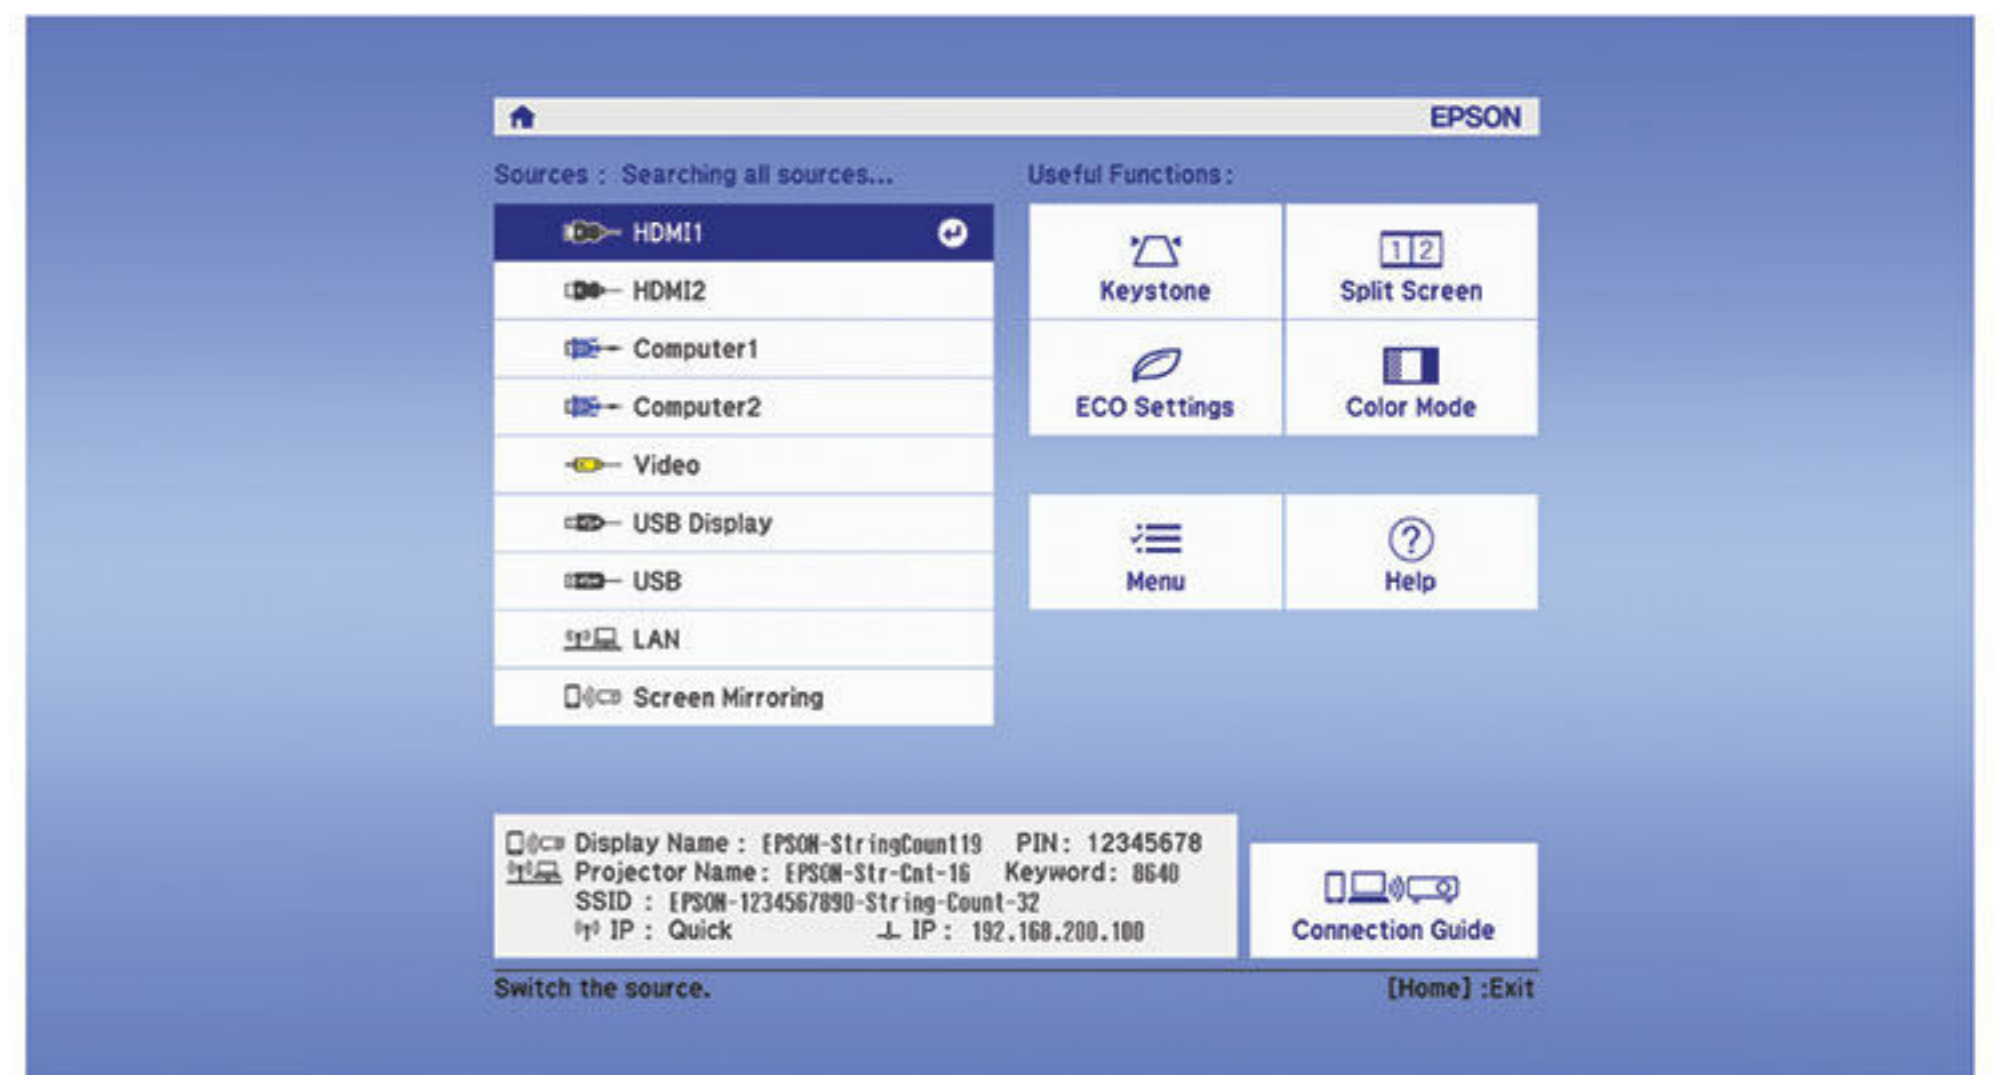 EPSON
Sources : Searching all sources...
HDMI1
HDMI2
Computer1
Computer2
Video
USB Display
USB
LAN
Screen Mirroring
Useful Functions:
Keystone
1 2
Split Screen
ECO Settings
Color Mode
Menu
?
Help
Display Name : EPSON-StringCount19 PIN: 12345678
Projector Name : EPSON-Str-Cnt-16 Keyword: 8640
SSID : EPSON-1234567890-String-Count-32
IP : Quick IP : 192.168.200.100
Connection Guide
Switch the source. [Home] :Exit